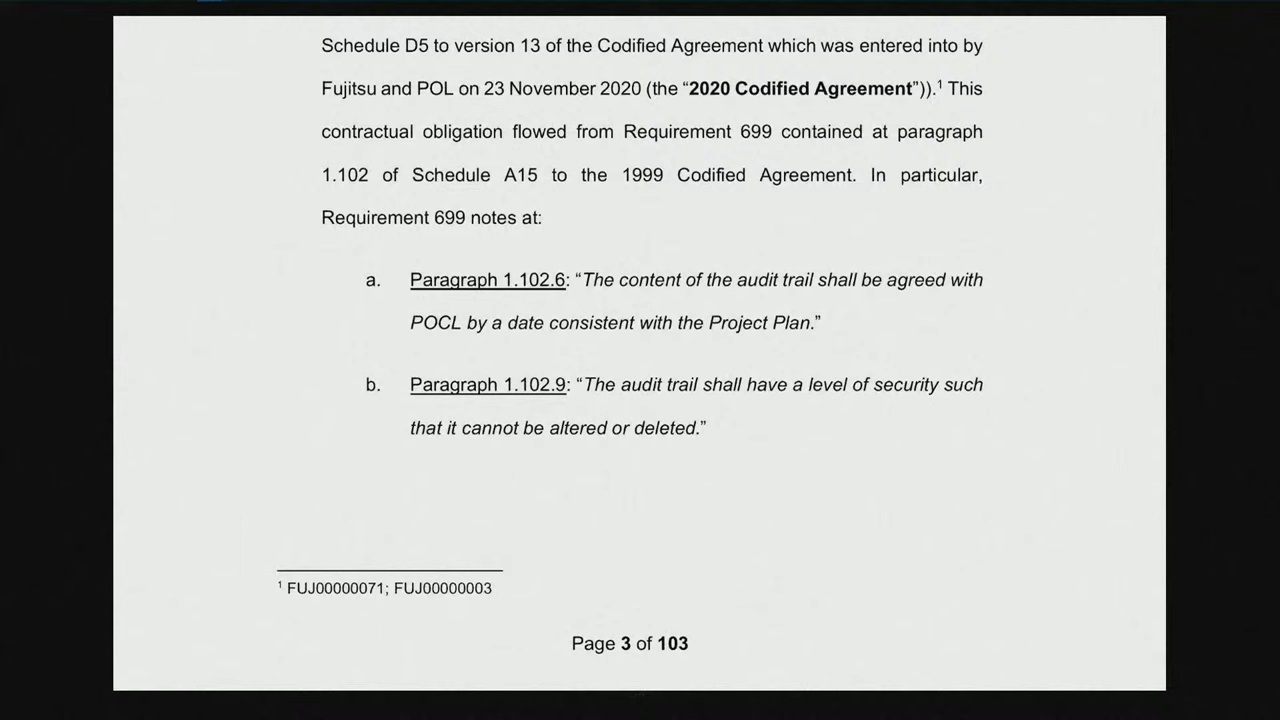 Schedule D5 to version 13 of the Codified Agreement which was entered into by
Fujitsu and POL on 23 November 2020 (the “2020 Codified Agreement”)).¹ This
contractual obligation flowed from Requirement 699 contained at paragraph
1.102 of Schedule A15 to the 1999 Codified Agreement. In particular,
Requirement 699 notes at:
a. Paragraph 1.102.6: “The content of the audit trail shall be agreed with
POCL by a date consistent with the Project Plan.”
b. Paragraph 1.102.9: “The audit trail shall have a level of security such
that it cannot be altered or deleted.”
¹ FUJ00000071; FUJ00000003
Page 3 of 103